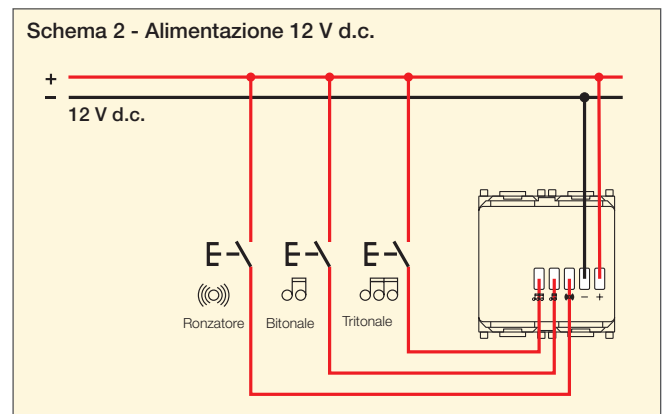 Schema 2 - Alimentazione 12 V d.c.
+
–
12 V d.c.
Ronzatore Bitonale Tritonale
– +